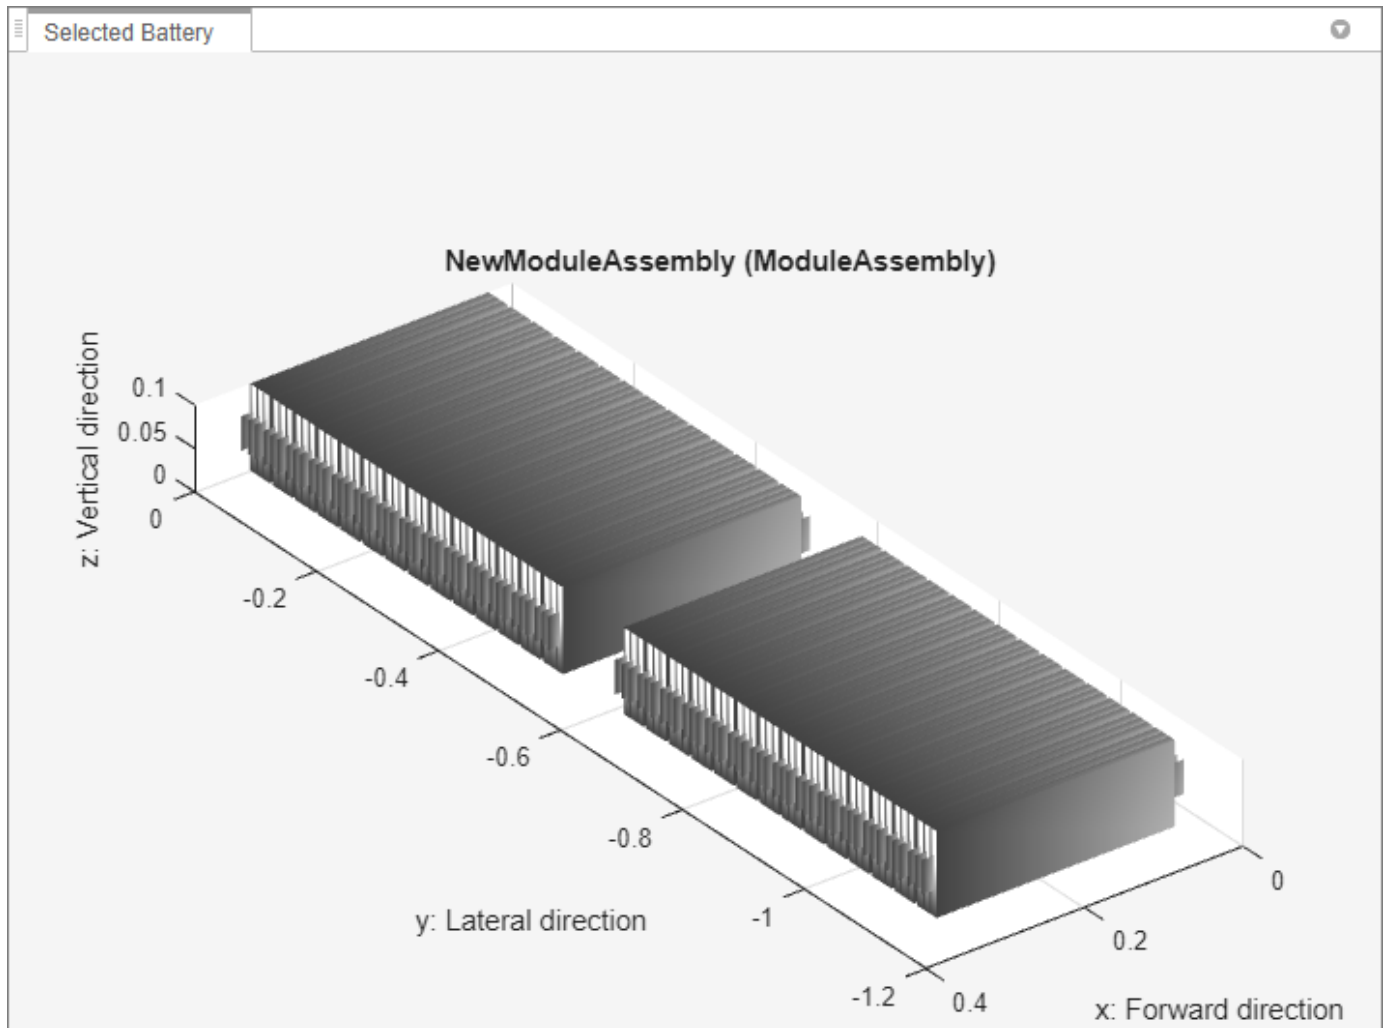 Selected Battery
NewModuleAssembly (ModuleAssembly)
z: Vertical direction
0.1
0.05
0
0
-0.2
-0.4
-0.6
-0.8
-1
-1.2
y: Lateral direction
0
0.2
0.4
x: Forward direction